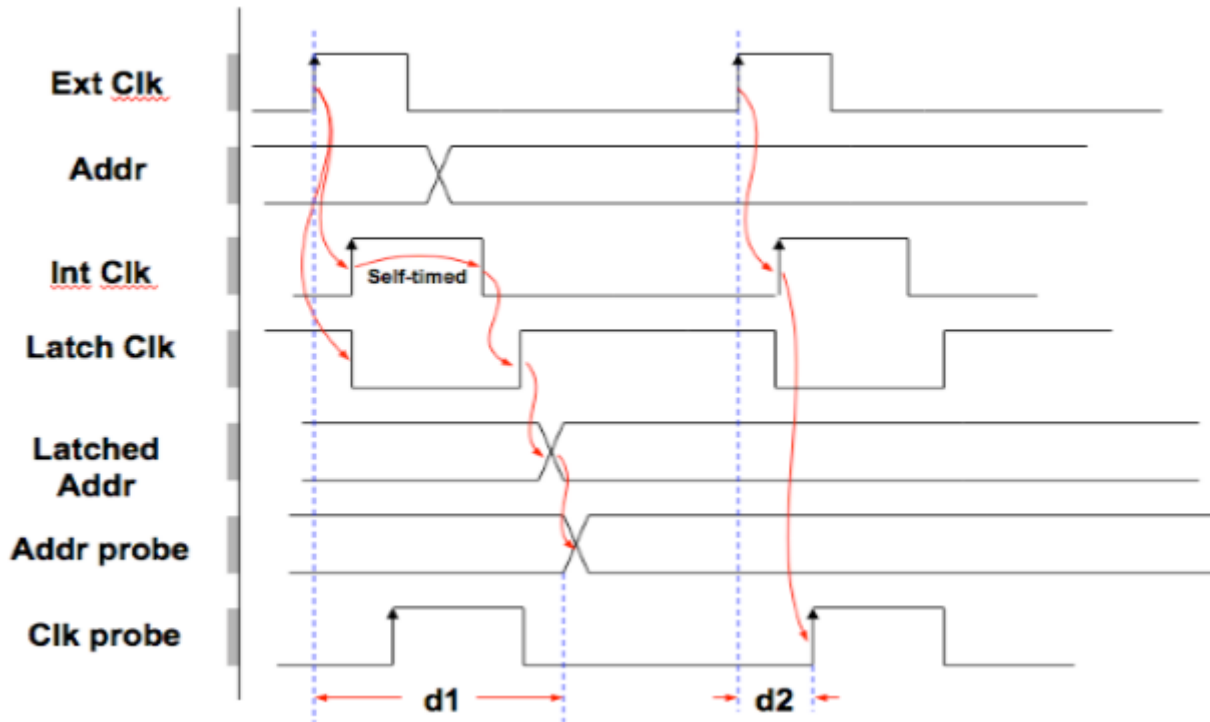 Ext Clk
Addr
Int Clk
Self-timed
Latch Clk
Latched
Addr
Addr probe
Clk probe
d1
d2